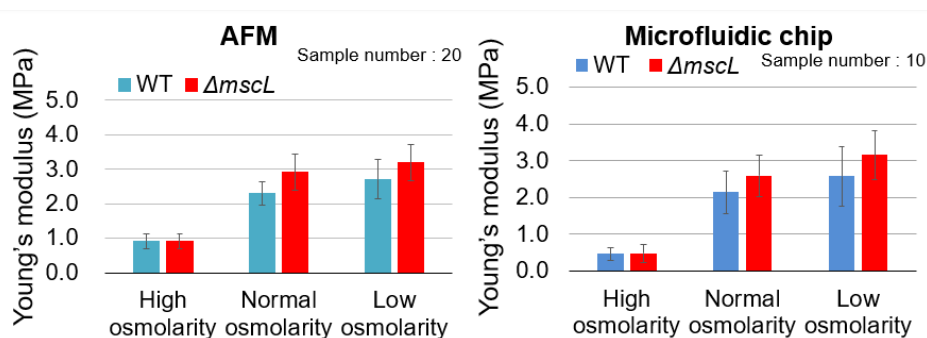 AFM
Sample number : 20
WT ΔmscL
Young's modulus (MPa)
5.0
4.0
3.0
2.0
1.0
0.0
High osmolarity
Normal osmolarity
Low osmolarity
Microfluidic chip
Sample number : 10
WT ΔmscL
Young's modulus (MPa)
5.0
4.0
3.0
2.0
1.0
0.0
High osmolarity
Normal osmolarity
Low osmolarity